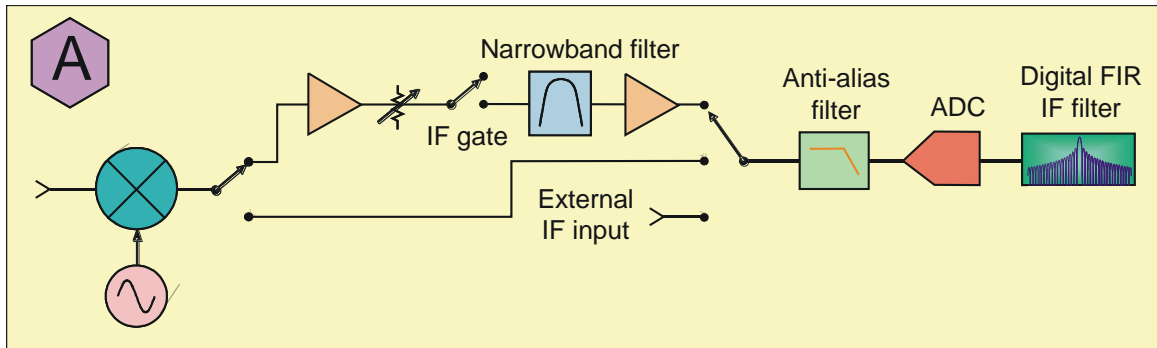 A
Narrowband filter
IF gate
External
IF input
Anti-alias
filter
ADC
Digital FIR
IF filter